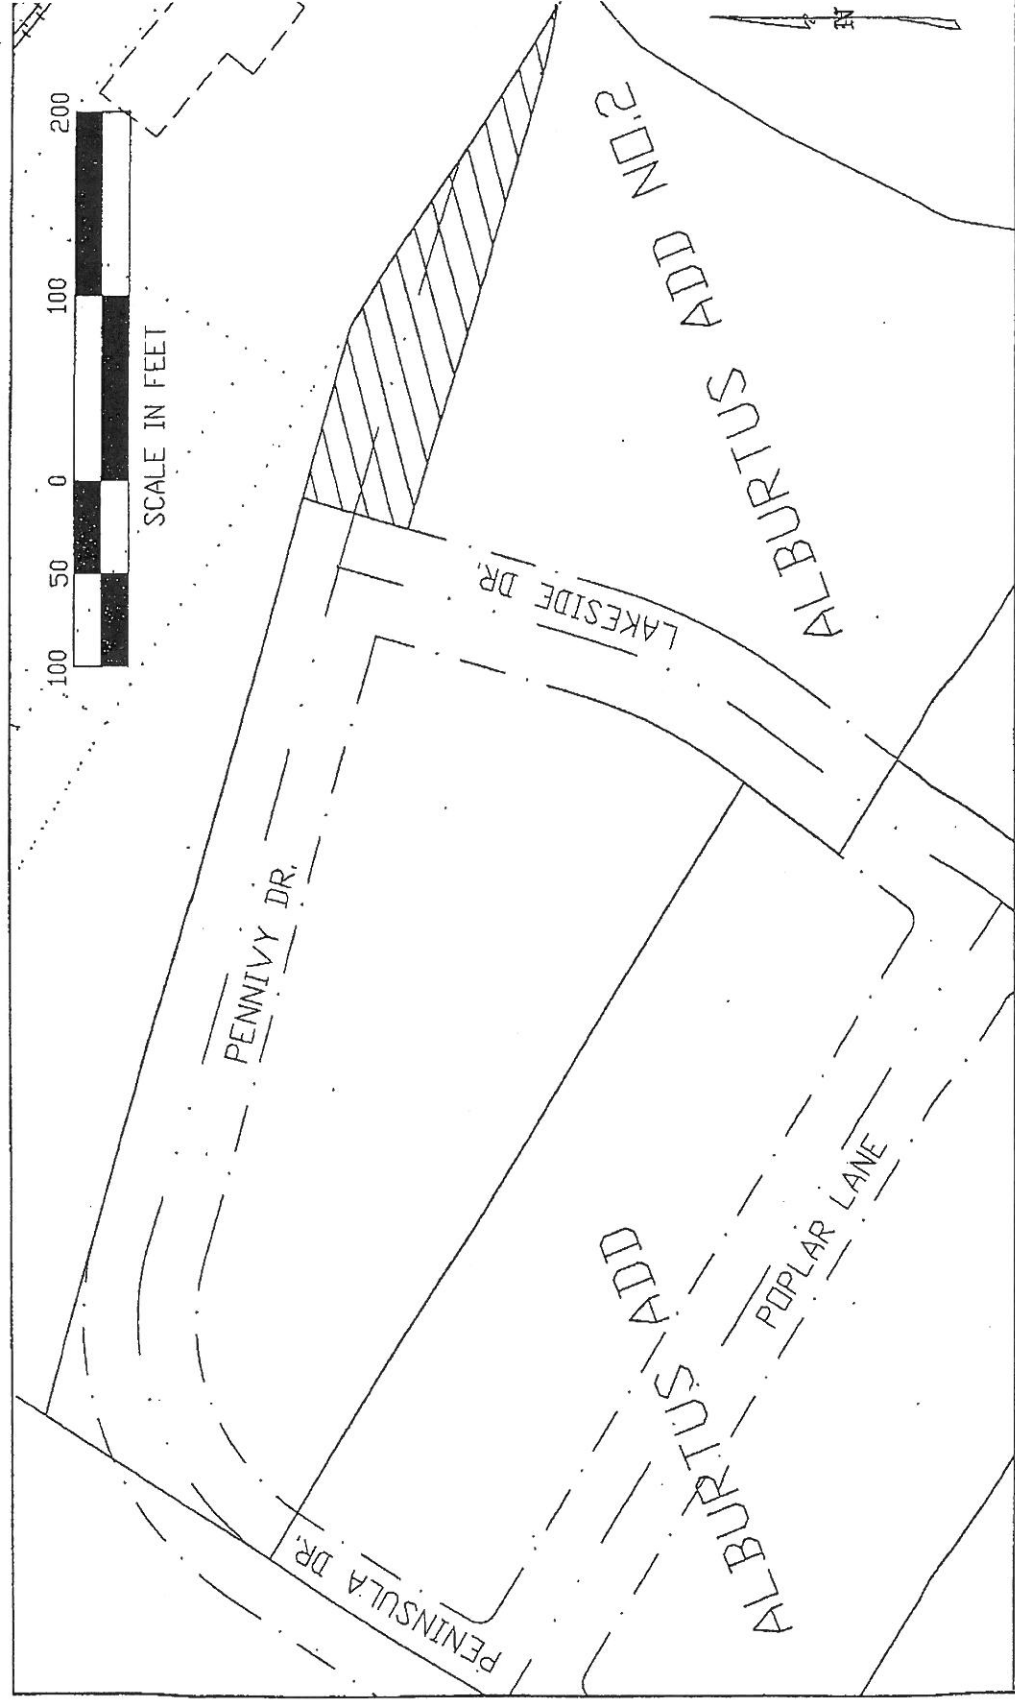 100 50 0 100 200
SCALE IN FEET
N
PENNIVY DR.
LAKESIDE DR.
ALBURTUS ADD NO.2
PENINSULA DR.
ALBURTUS ADD
POPLAR LANE